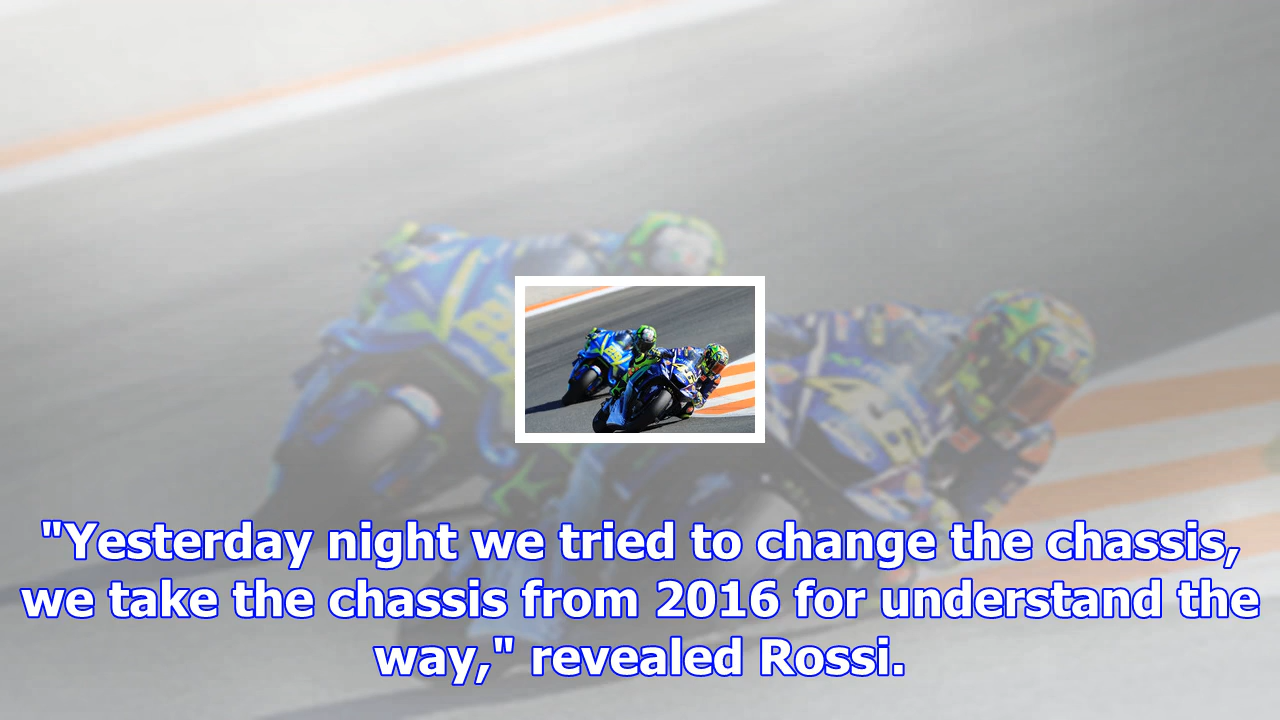 "Yesterday night we tried to change the chassis,
we take the chassis from 2016 for understand the
way," revealed Rossi.